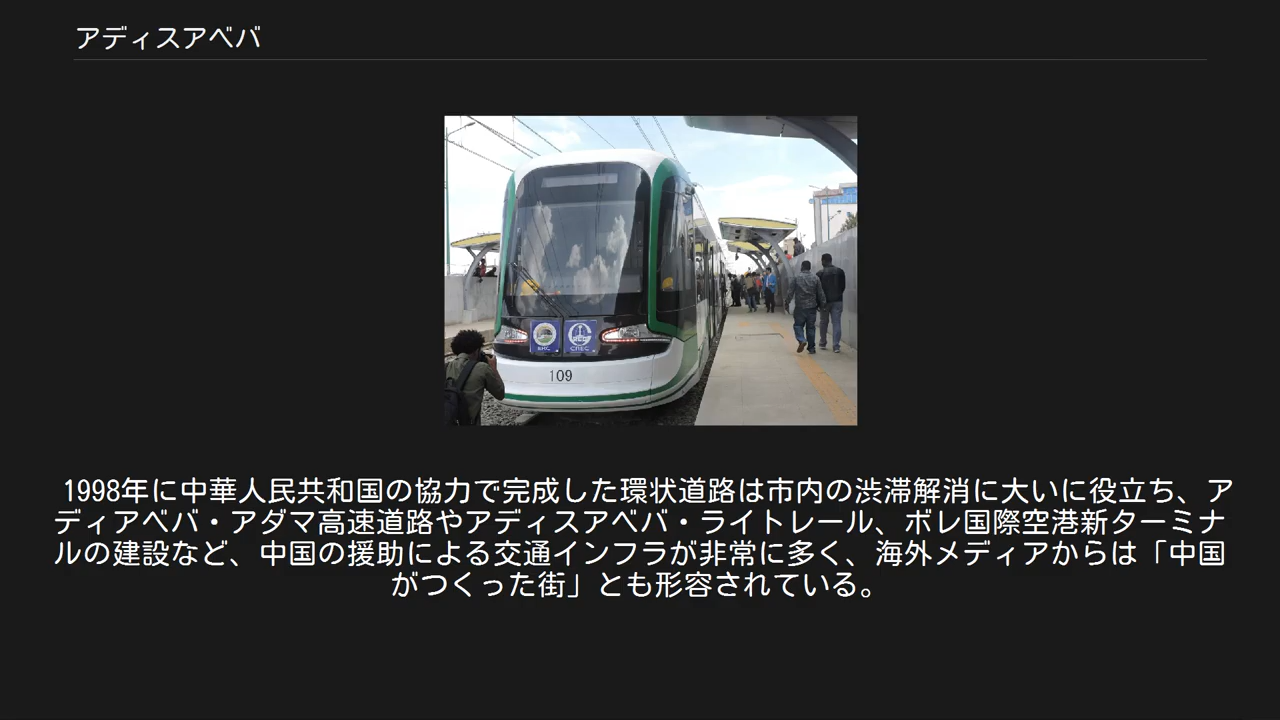 アディスアベバ
ERC
CREC
109
1998年に中華人民共和国の協力で完成した環状道路は市内の渋滞解消に大いに役立ち、ア
ディアベバ・アダマ高速道路やアディスアベバ・ライトレール、ボレ国際空港新ターミナ
ルの建設など、中国の援助による交通インフラが非常に多く、海外メディアからは「中国
がつくった街」とも形容されている。